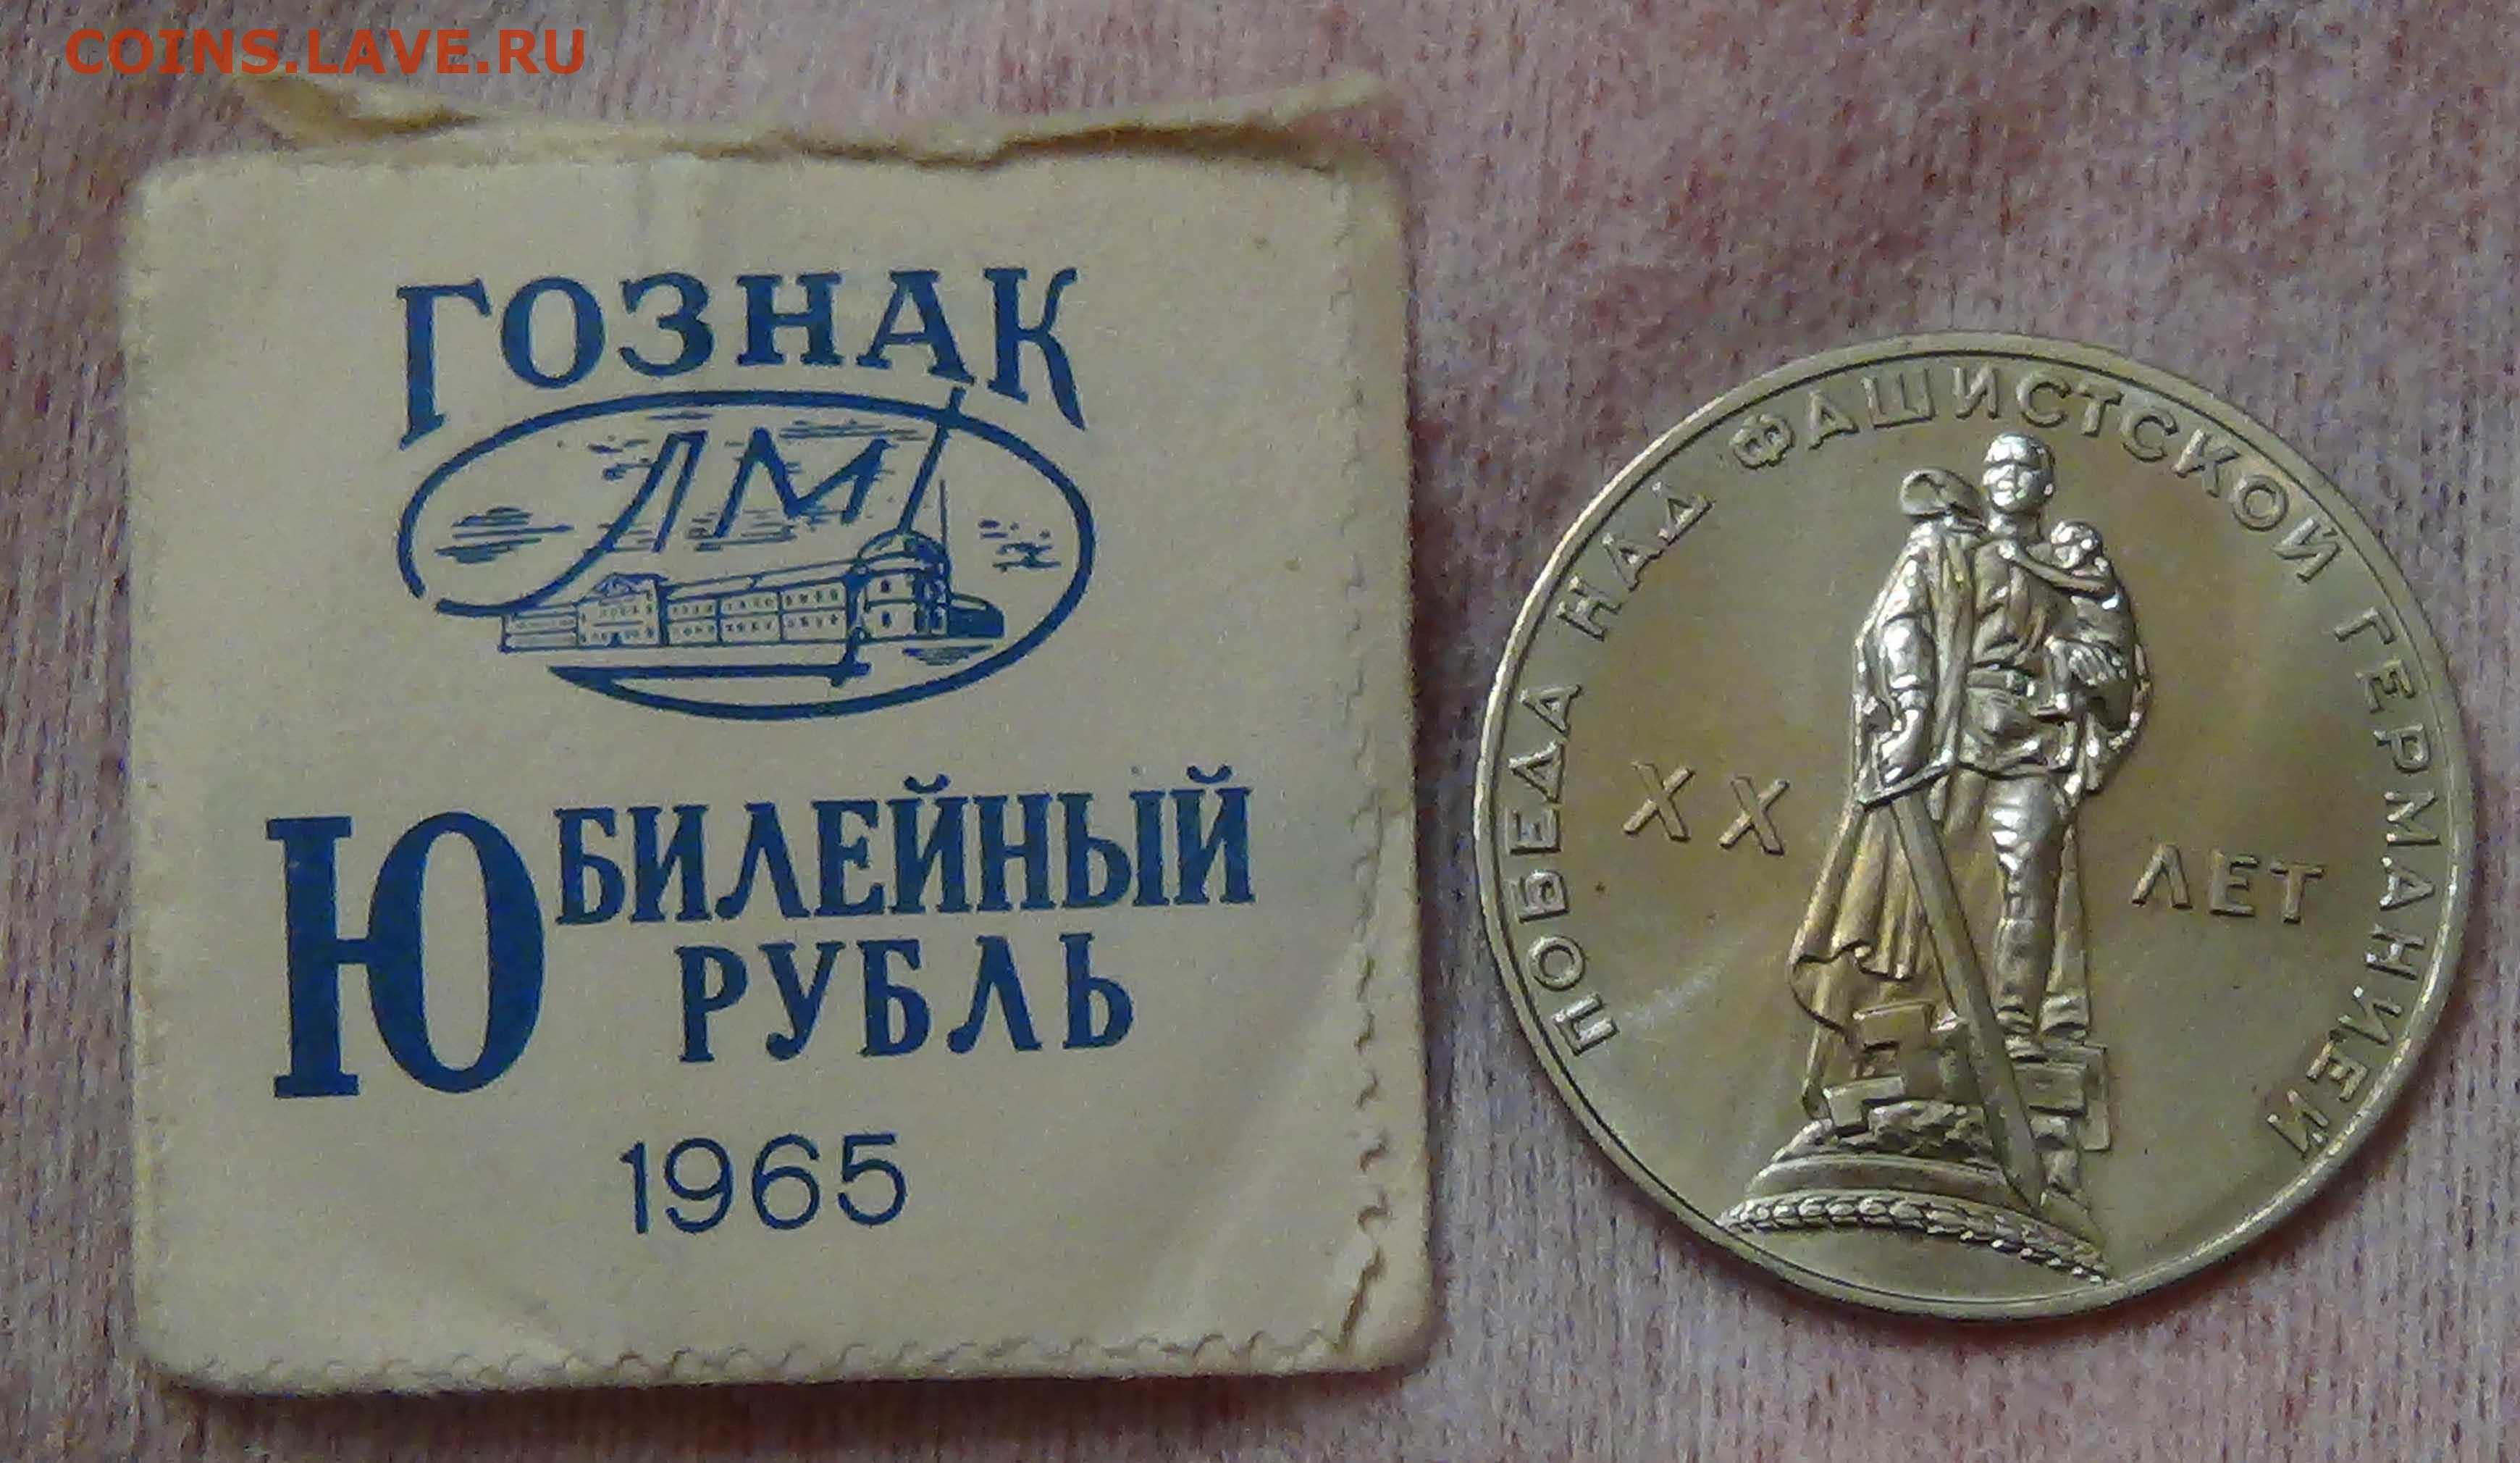 COINS.LAVE.RU
ГОЗНАК
ЛМ
ЮБИЛЕЙНЫЙ
РУБЛЬ
1965
ПОБЕДА НАД ФАШИСТСКОЙ ГЕРМАНИЕЙ
XX ЛЕТ